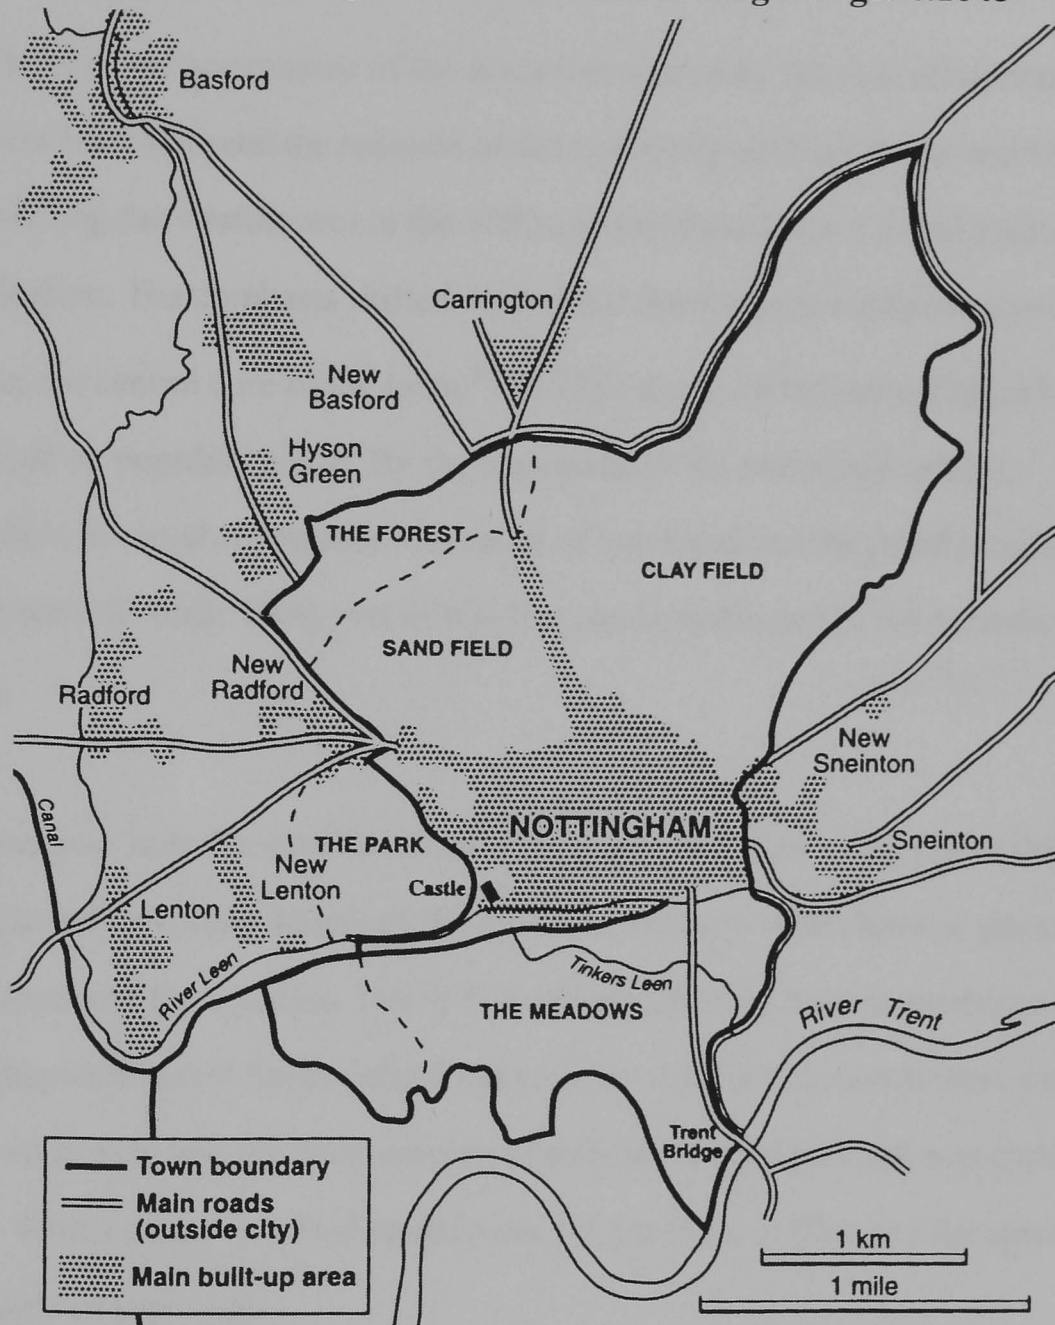 Basford
Carrington
New
Basford
Hyson
Green
THE FOREST
CLAY FIELD
SAND FIELD
New
Radford
Radford
New
Sneinton
Canal
NOTTINGHAM
THE PARK
Sneinton
New
Lenton
Castle
Lenton
River Leen
Tinkers Leen
THE MEADOWS
River Trent
Trent
Bridge
Town boundary
Main roads
(outside city)
Main built-up area
1 km
1 mile